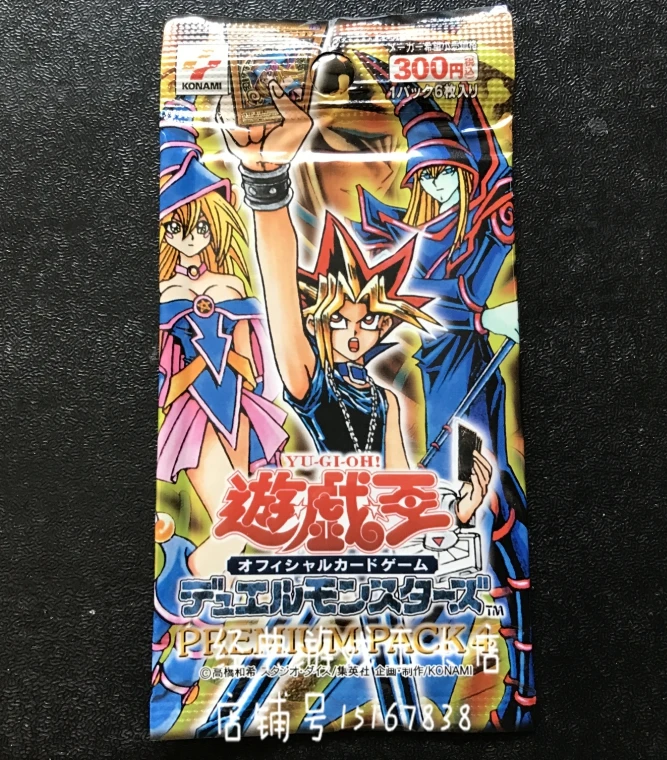 KONAMI
メーカー希望小売価格
300円税込
1パック6枚入り
YU-GI-OH!
遊戯王
オフィシャルカードゲーム
デュエルモンスターズ™
PREMIUM PACK 4
©高橋和希 スタジオ・ダイス/集英社 企画・制作/KONAMI
店铺号15167838